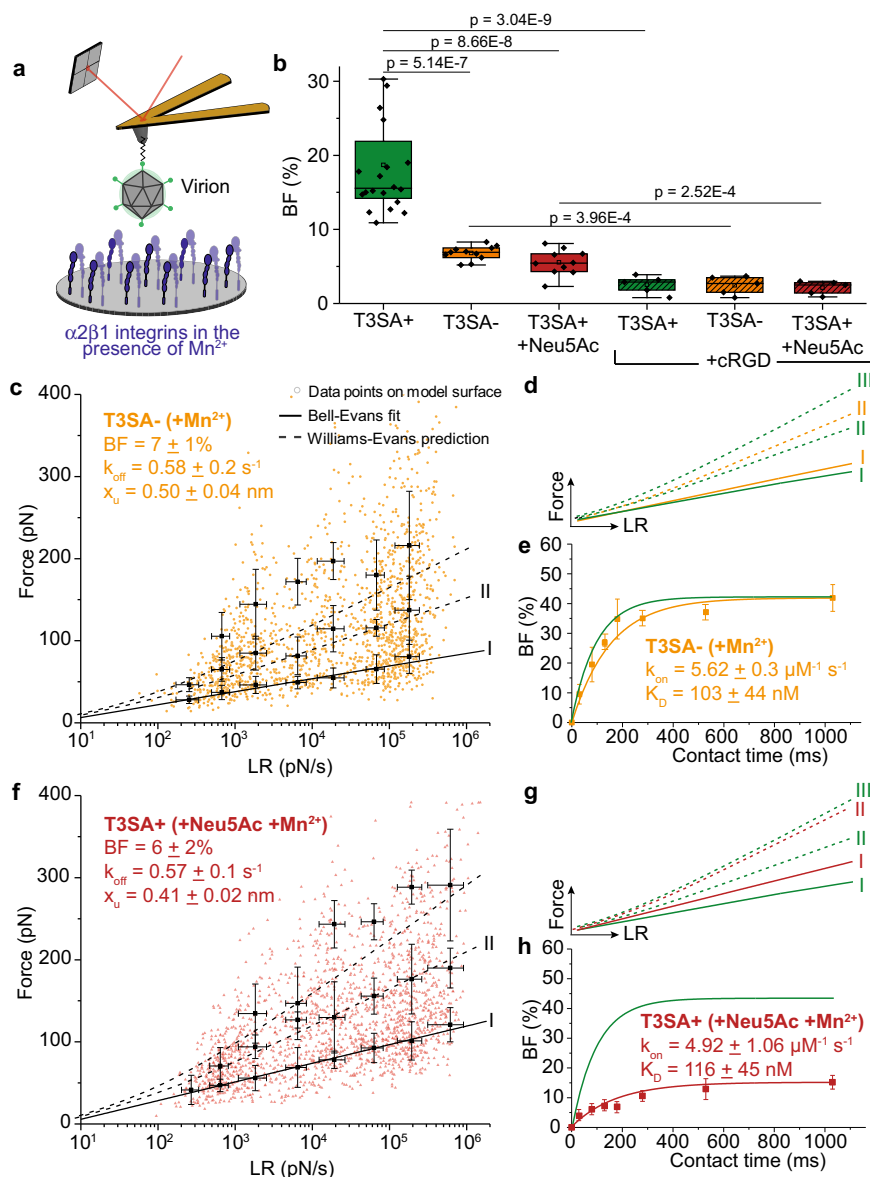 a
Virion
α2β1 integrins in the
presence of Mn²⁺
b
p = 3.04E-9
p = 8.66E-8
p = 5.14E-7
p = 2.52E-4
p = 3.96E-4
BF (%)
30
20
10
0
T3SA+
T3SA-
T3SA+
+Neu5Ac
T3SA+
T3SA-
T3SA+
+Neu5Ac
+cRGD
c
T3SA- (+Mn²⁺)
BF = 7 ± 1%
k_off = 0.58 ± 0.2 s⁻¹
x_u = 0.50 ± 0.04 nm
Data points on model surface
Bell-Evans fit
Williams-Evans prediction
Force (pN)
400
300
200
100
0
II
I
10¹ 10² 10³ 10⁴ 10⁵ 10⁶
LR (pN/s)
d
III
II
II
I
I
Force
LR
e
BF (%)
60
50
40
30
20
10
0
T3SA- (+Mn²⁺)
k_on = 5.62 ± 0.3 µM⁻¹ s⁻¹
K_D = 103 ± 44 nM
0 200 400 600 800 1000
Contact time (ms)
f
T3SA+ (+Neu5Ac +Mn²⁺)
BF = 6 ± 2%
k_off = 0.57 ± 0.1 s⁻¹
x_u = 0.41 ± 0.02 nm
Force (pN)
400
300
200
100
0
II
I
10¹ 10² 10³ 10⁴ 10⁵ 10⁶
LR (pN/s)
g
III
II
II
I
I
Force
LR
h
BF (%)
60
50
40
30
20
10
0
T3SA+ (+Neu5Ac +Mn²⁺)
k_on = 4.92 ± 1.06 µM⁻¹ s⁻¹
K_D = 116 ± 45 nM
0 200 400 600 800 1000
Contact time (ms)